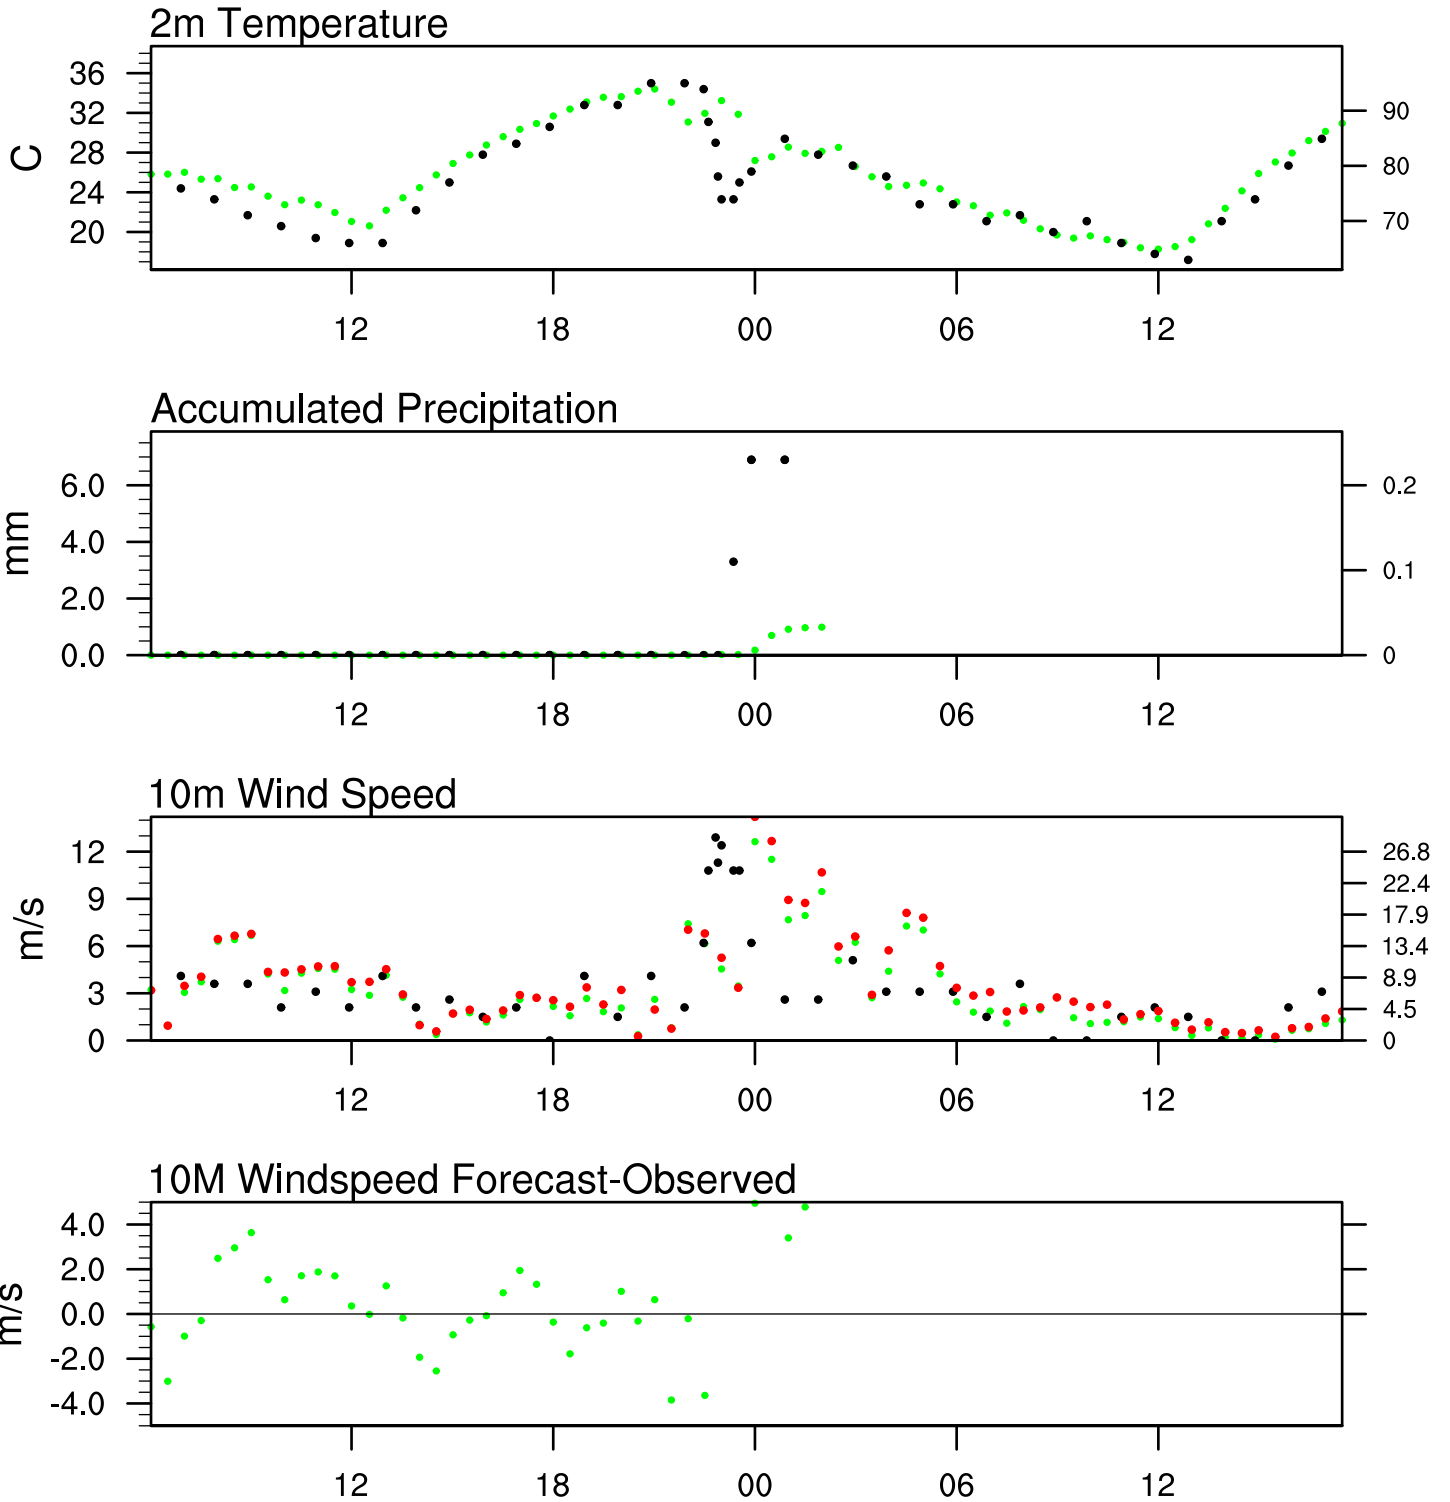 2m Temperature
C
36
32
28
24
20
90
80
70
12 18 00 06 12
Accumulated Precipitation
mm
6.0
4.0
2.0
0.0
0.2
0.1
0
12 18 00 06 12
10m Wind Speed
m/s
12
9
6
3
0
26.8
22.4
17.9
13.4
8.9
4.5
0
12 18 00 06 12
10M Windspeed Forecast-Observed
m/s
4.0
2.0
0.0
-2.0
-4.0
12 18 00 06 12